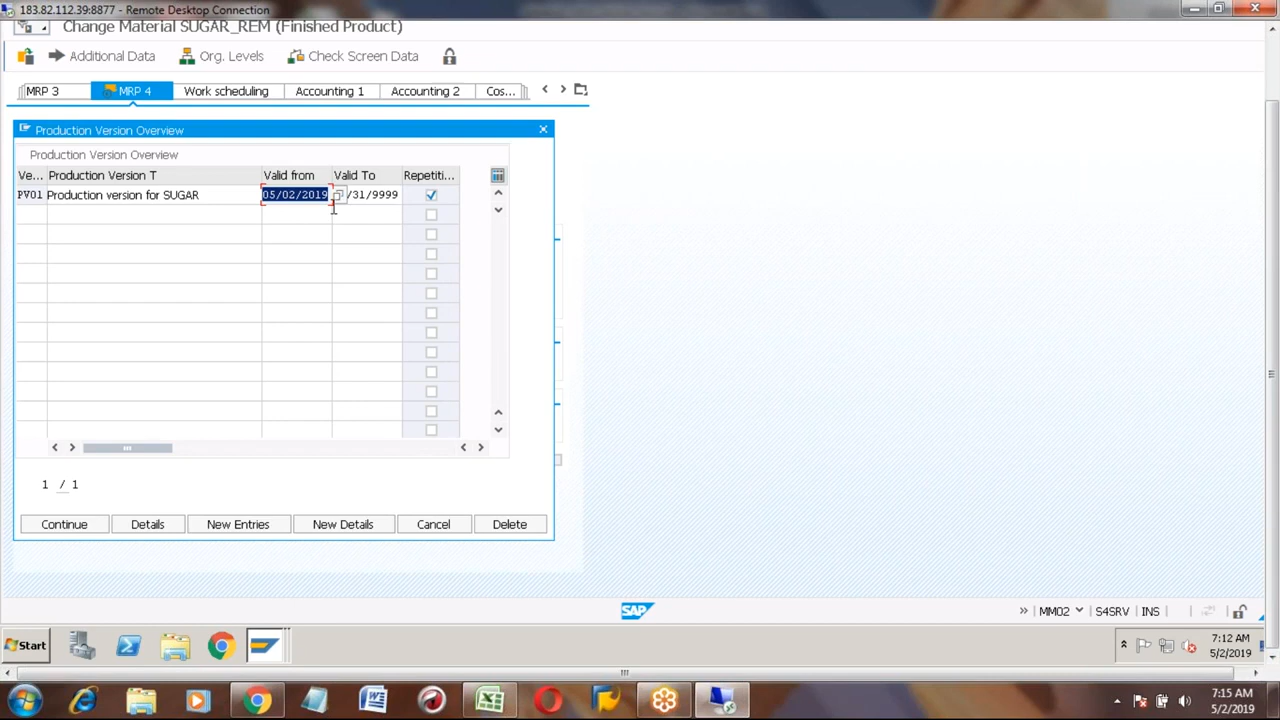 183.82.112.39:8877 - Remote Desktop Connection
Change Material SUGAR_REM (Finished Product)
Additional Data Org. Levels Check Screen Data
MRP 3 MRP 4 Work scheduling Accounting 1 Accounting 2 Cos...
Production Version Overview
Production Version Overview
Ve... Production Version T Valid from Valid To Repetiti...
PV01 Production version for SUGAR 05/02/2019 /31/9999
1 / 1
Continue Details New Entries New Details Cancel Delete
SAP
MM02 S4SRV INS
Start
7:12 AM
5/2/2019
7:15 AM
5/2/2019